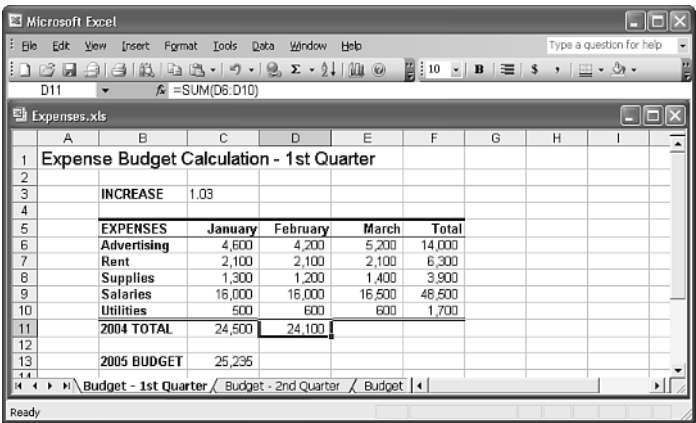 Microsoft Excel
File Edit View Insert Format Tools Data Window Help Type a question for help
10 B $ ,
D11 fx =SUM(D6:D10)
Expenses.xls
A B C D E F G H I
1 Expense Budget Calculation - 1st Quarter
2
3 INCREASE 1.03
4
5 EXPENSES January February March Total
6 Advertising 4,600 4,200 5,200 14,000
7 Rent 2,100 2,100 2,100 6,300
8 Supplies 1,300 1,200 1,400 3,900
9 Salaries 16,000 16,000 16,500 48,500
10 Utilities 500 600 600 1,700
11 2004 TOTAL 24,500 24,100
12
13 2005 BUDGET 25,235
14
Budget - 1st Quarter Budget - 2nd Quarter Budget
Ready